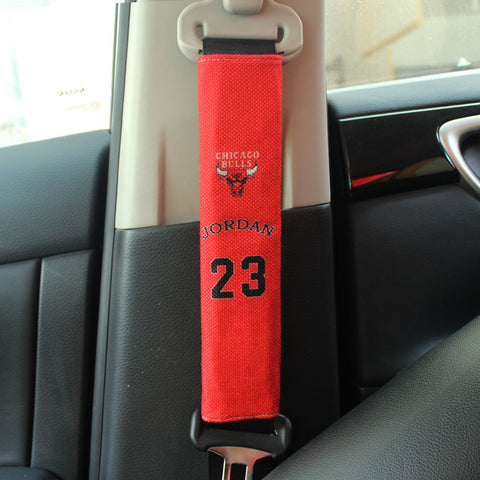 CHICAGO
BULLS
JORDAN
23